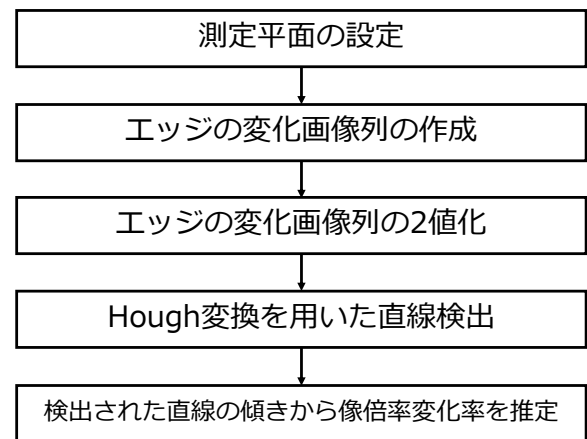 測定平面の設定
エッジの変化画像列の作成
エッジの変化画像列の2値化
Hough変換を用いた直線検出
検出された直線の傾きから像倍率変化率を推定